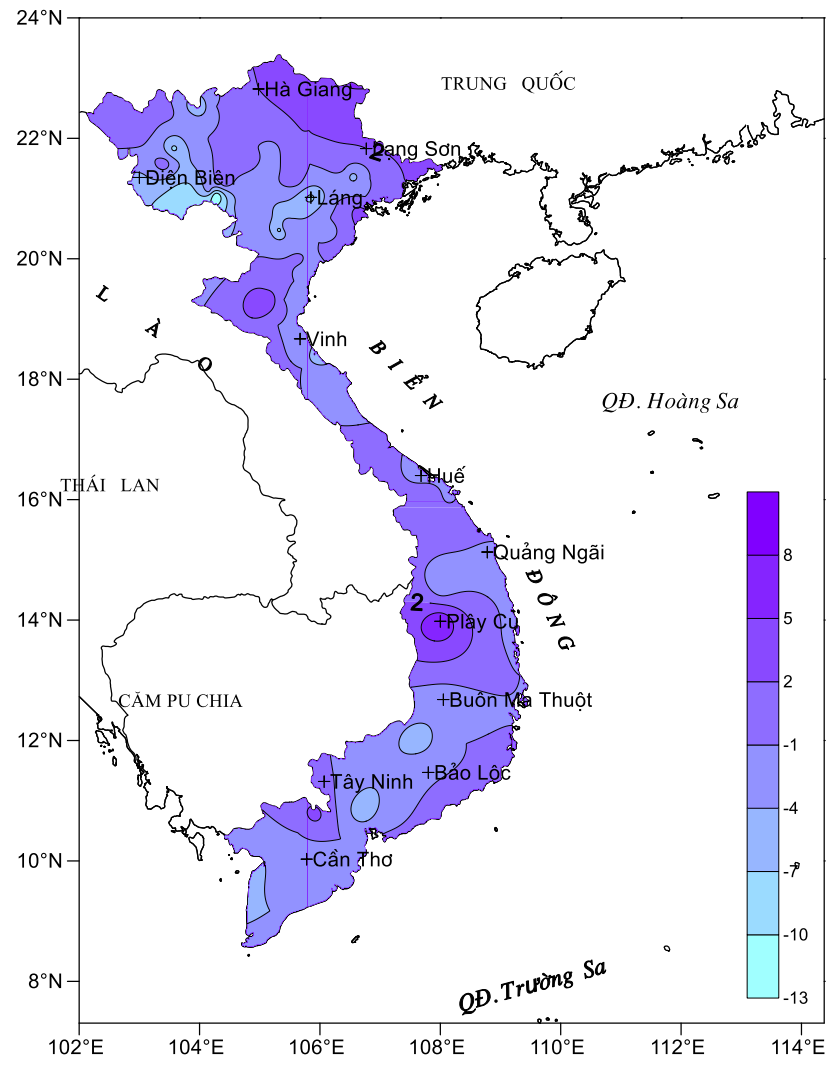 24°N
TRUNG QUỐC
Hà Giang
22°N
Lạng Sơn
2
Điện Biên
Láng
20°N
L À O
Vinh
BIỂN
18°N
QĐ. Hoàng Sa
THÁI LAN
Huế
16°N
Quảng Ngãi
ĐÔNG
14°N
2
Plây Cu
CĂM PU CHIA
Buôn Ma Thuột
12°N
Tây Ninh
Bảo Lộc
10°N
Cần Thơ
8°N
QĐ. Trường Sa
8
5
2
-1
-4
-7
-10
-13
102°E 104°E 106°E 108°E 110°E 112°E 114°E